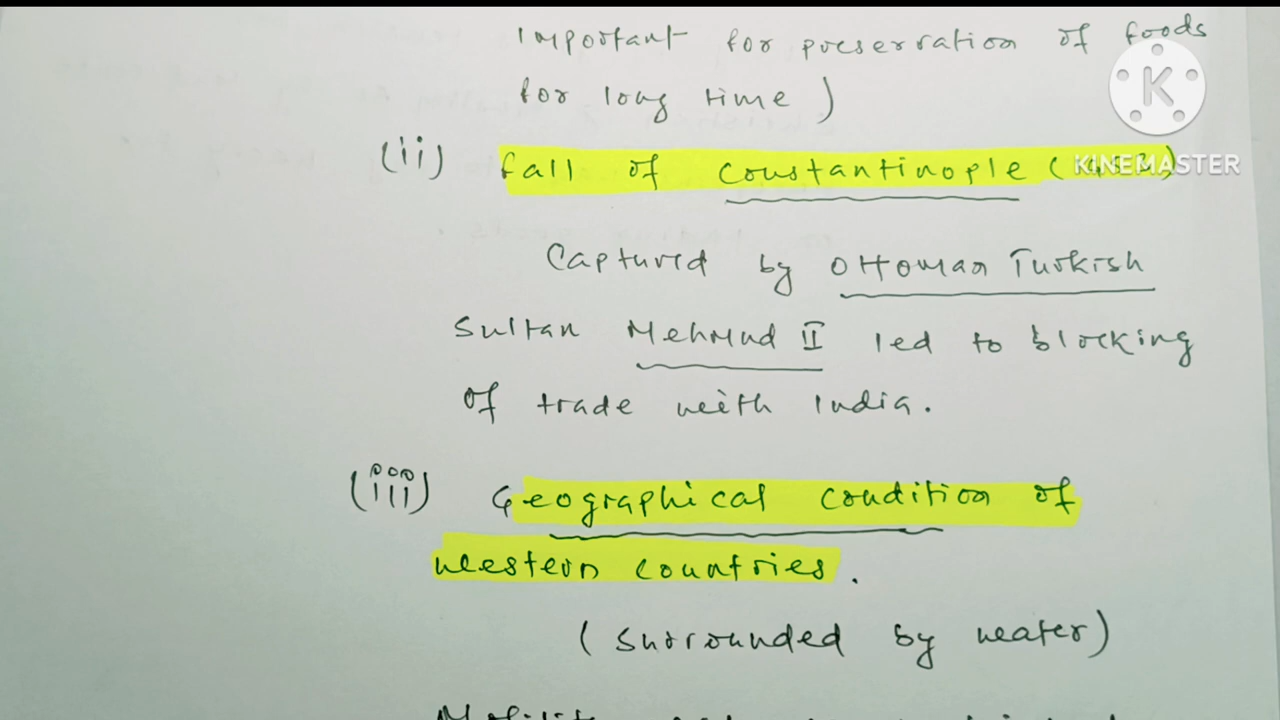 Important for preservation of foods
for long time )
(ii) Fall of Constantinople (
KINEMASTER
Captured by Ottoman Turkish
Sultan Mehmud II led to blocking
of trade with India.
(iii) Geographical condition of
western countries .
( surrounded by water )